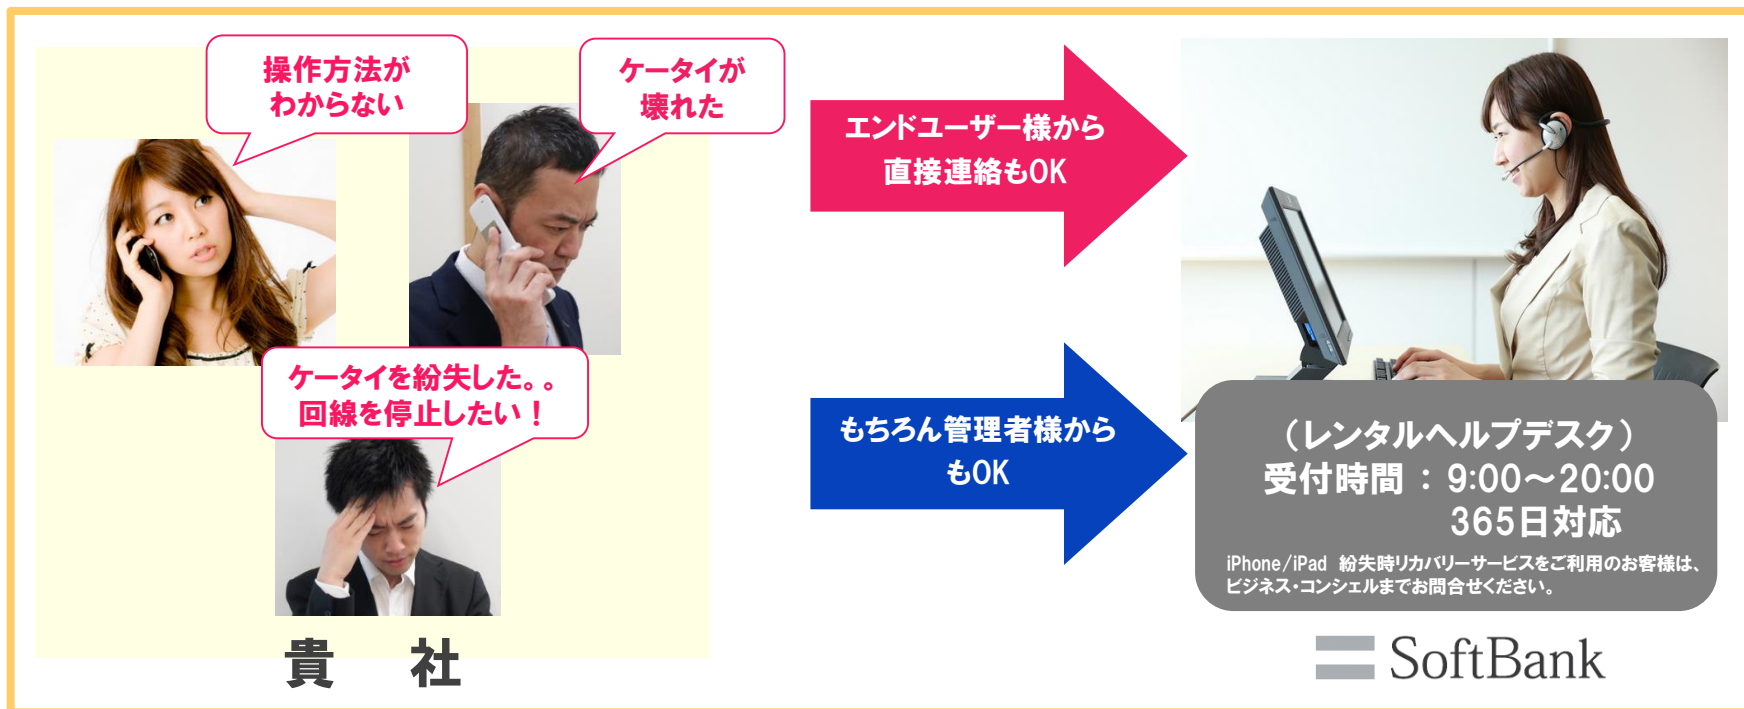 操作方法が
わからない
ケータイが
壊れた
ケータイを紛失した。。
回線を停止したい！
貴　社
エンドユーザー様から
直接連絡もOK
もちろん管理者様から
もOK
（レンタルヘルプデスク）
受付時間 ： 9:00～20:00
365日対応
iPhone/iPad 紛失時リカバリーサービスをご利用のお客様は、
ビジネス・コンシェルまでお問合せください。
SoftBank